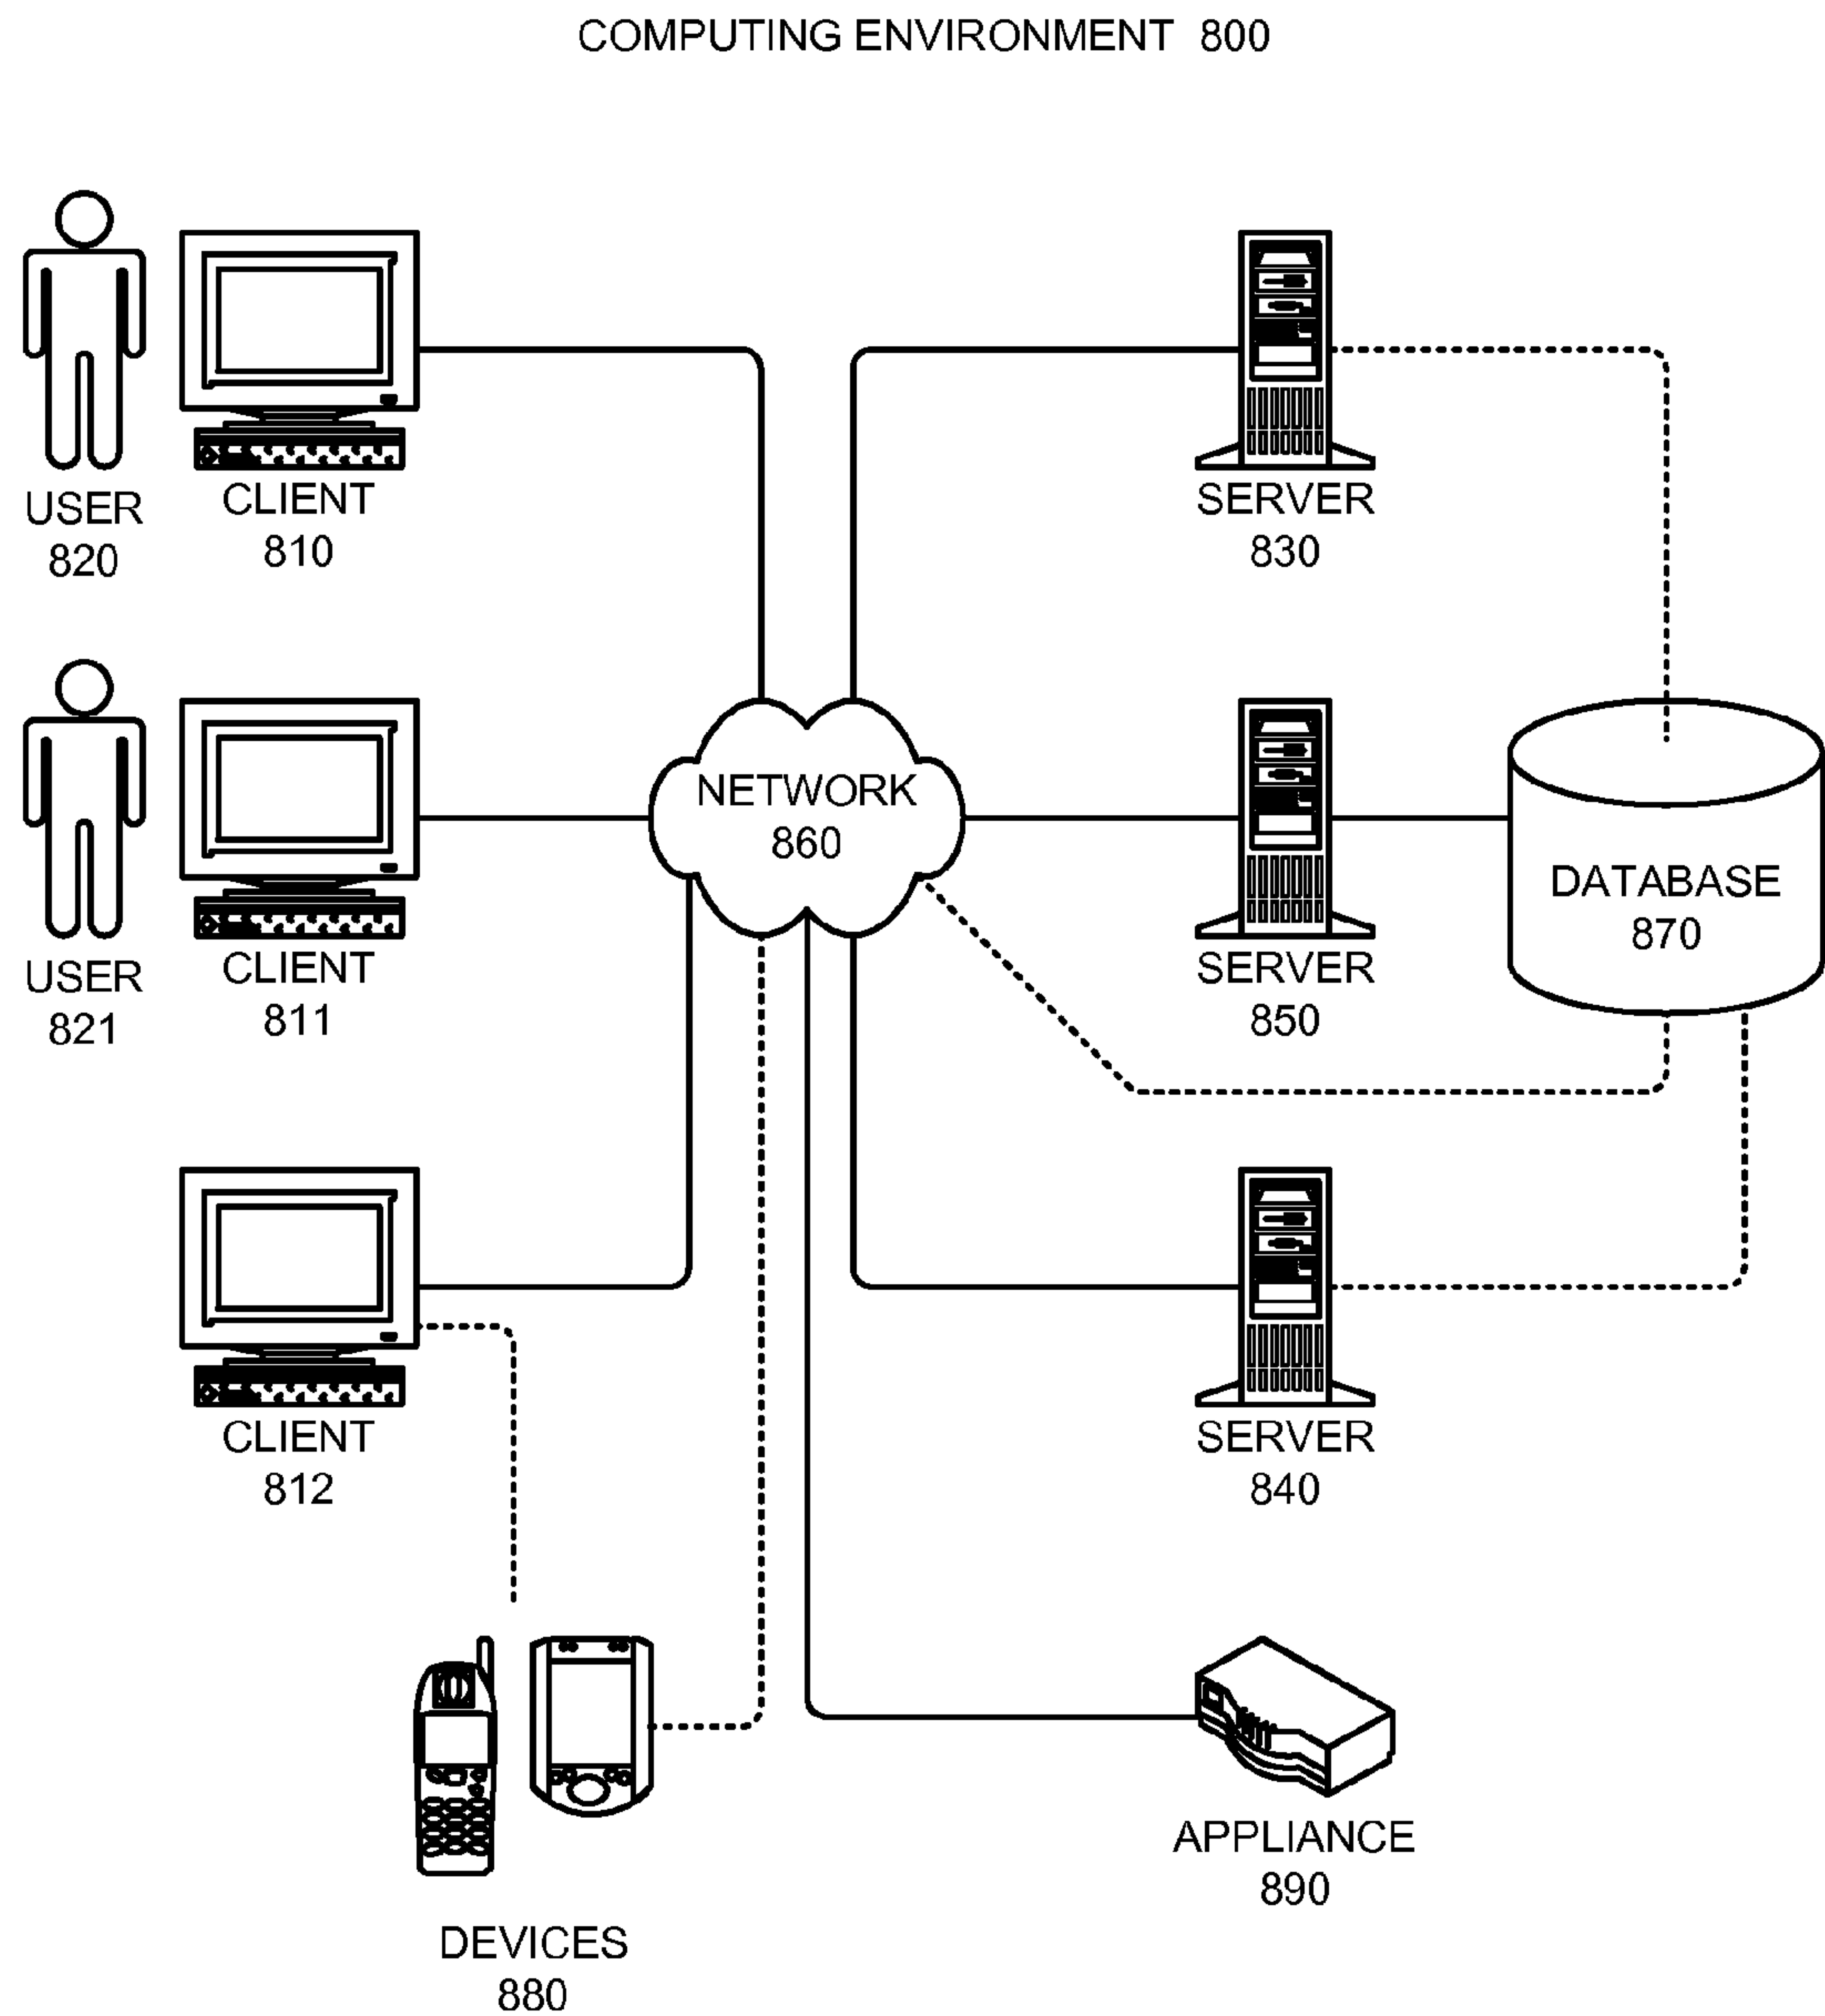 COMPUTING ENVIRONMENT 800
USER
820
CLIENT
810
SERVER
830
NETWORK
860
DATABASE
870
USER
821
CLIENT
811
SERVER
850
CLIENT
812
SERVER
840
APPLIANCE
890
DEVICES
880